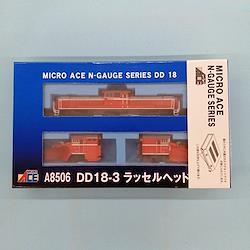 MICRO ACE N-GAUGE SERIES DD 18
MICRO ACE
N-GAUGE SERIES
ACE
A8506 DD18-3 ラッセルヘッド